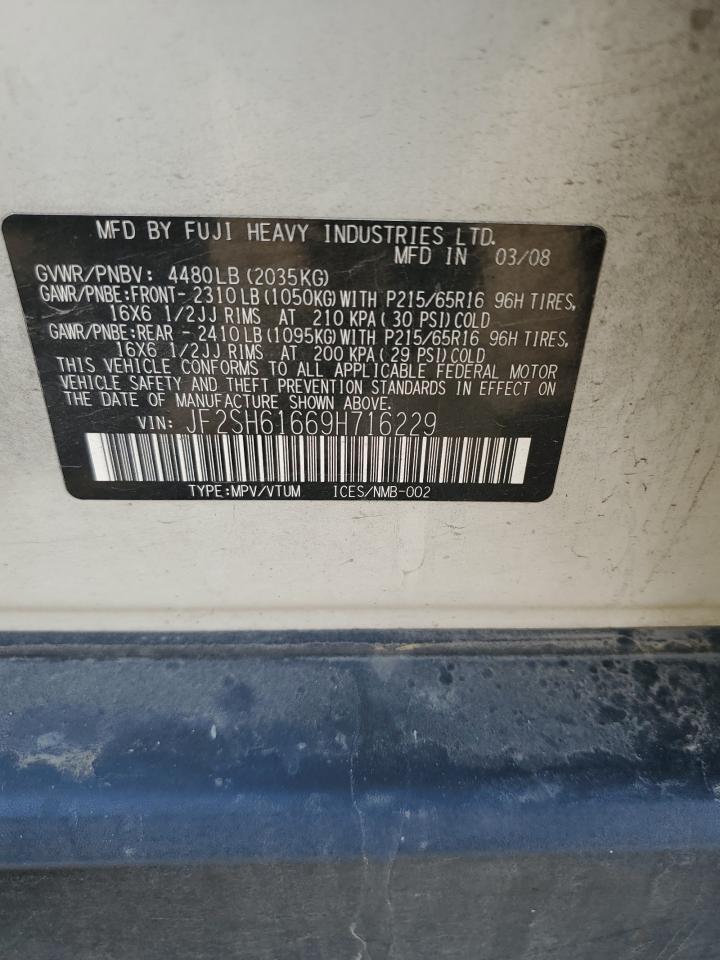 MFD BY FUJI HEAVY INDUSTRIES LTD.
MFD IN 03/08
GVWR/PNBV: 4480LB(2035KG)
GAWR/PNBE:FRONT- 2310LB(1050KG)WITH P215/65R16 96H TIRES,
16X6 1/2JJ RIMS AT 210 KPA(30 PSI)COLD
GAWR/PNBE:REAR -2410LB(1095KG)WITH P215/65R16 96H TIRES,
16X6 1/2JJ RIMS AT 200 KPA(29 PSI)COLD
THIS VEHICLE CONFORMS TO ALL APPLICABLE FEDERAL MOTOR
VEHICLE SAFETY AND THEFT PREVENTION STANDARDS IN EFFECT ON
THE DATE OF MANUFACTURE SHOWN ABOVE.
VIN: JF2SH61669H716229
TYPE:MPV/VTUM ICES/NMB-002